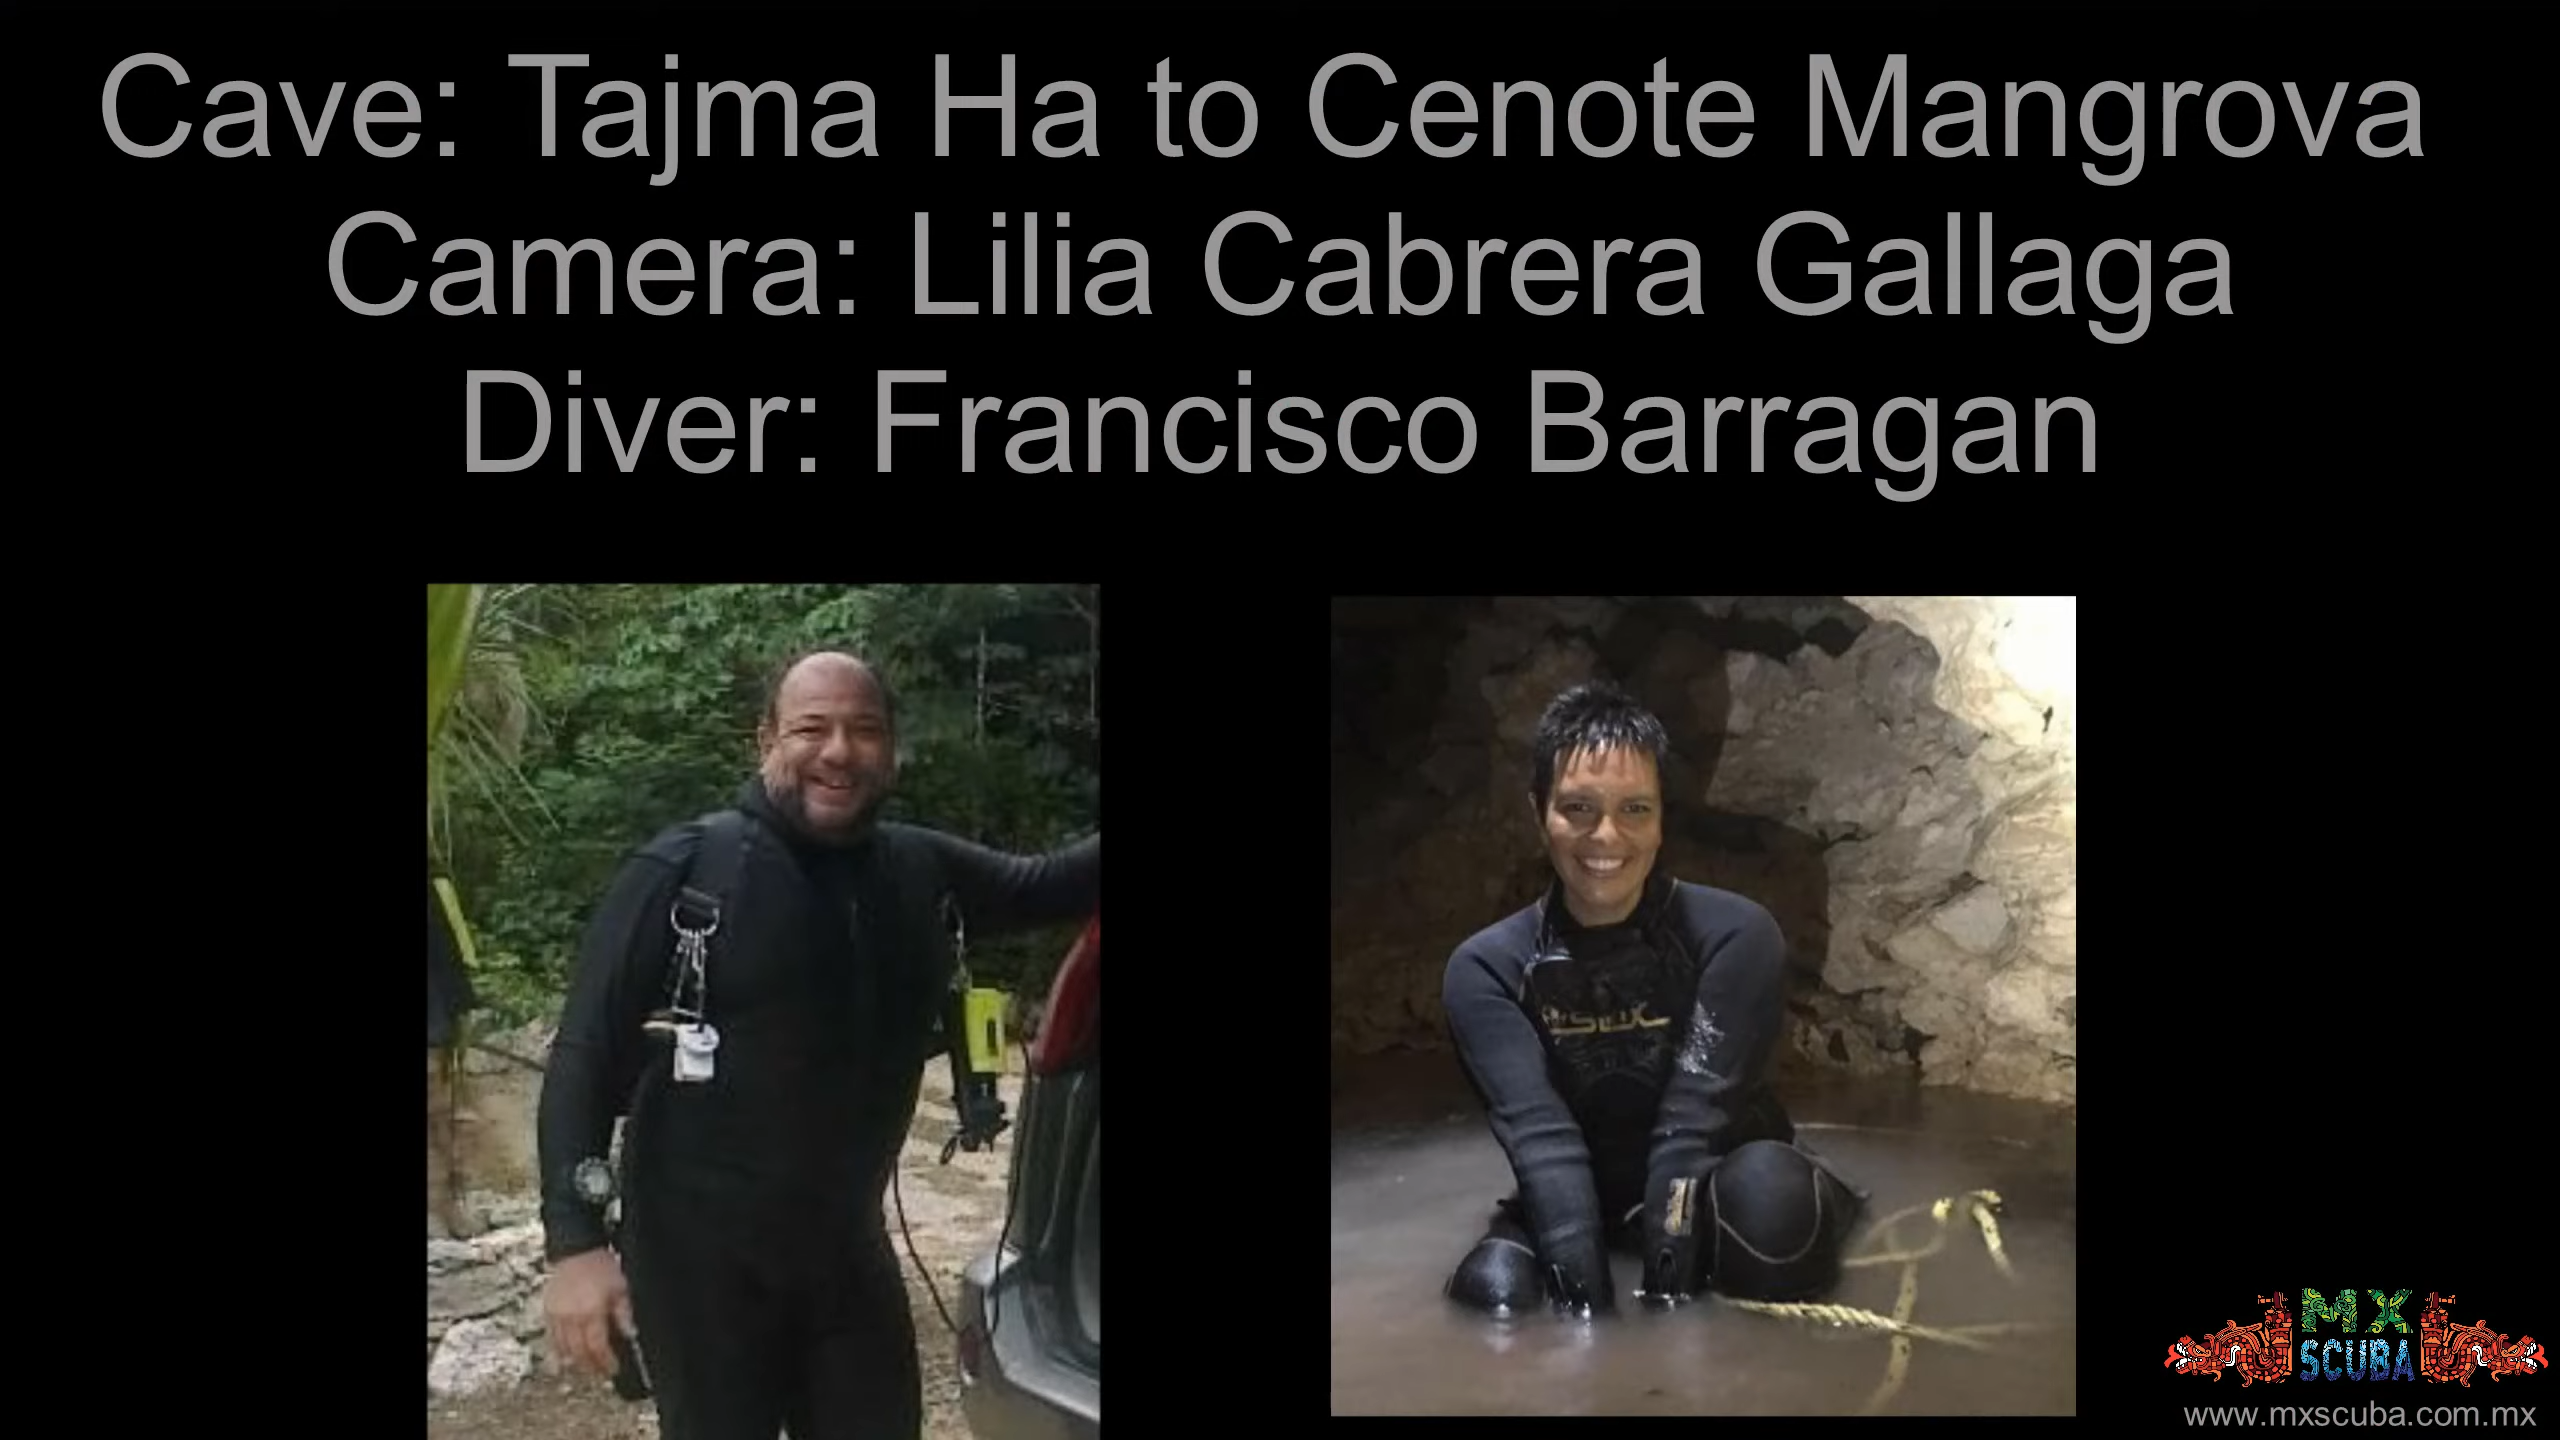 Cave: Tajma Ha to Cenote Mangrova
Camera: Lilia Cabrera Gallaga
Diver: Francisco Barragan
MX
SCUBA
www.mxscuba.com.mx